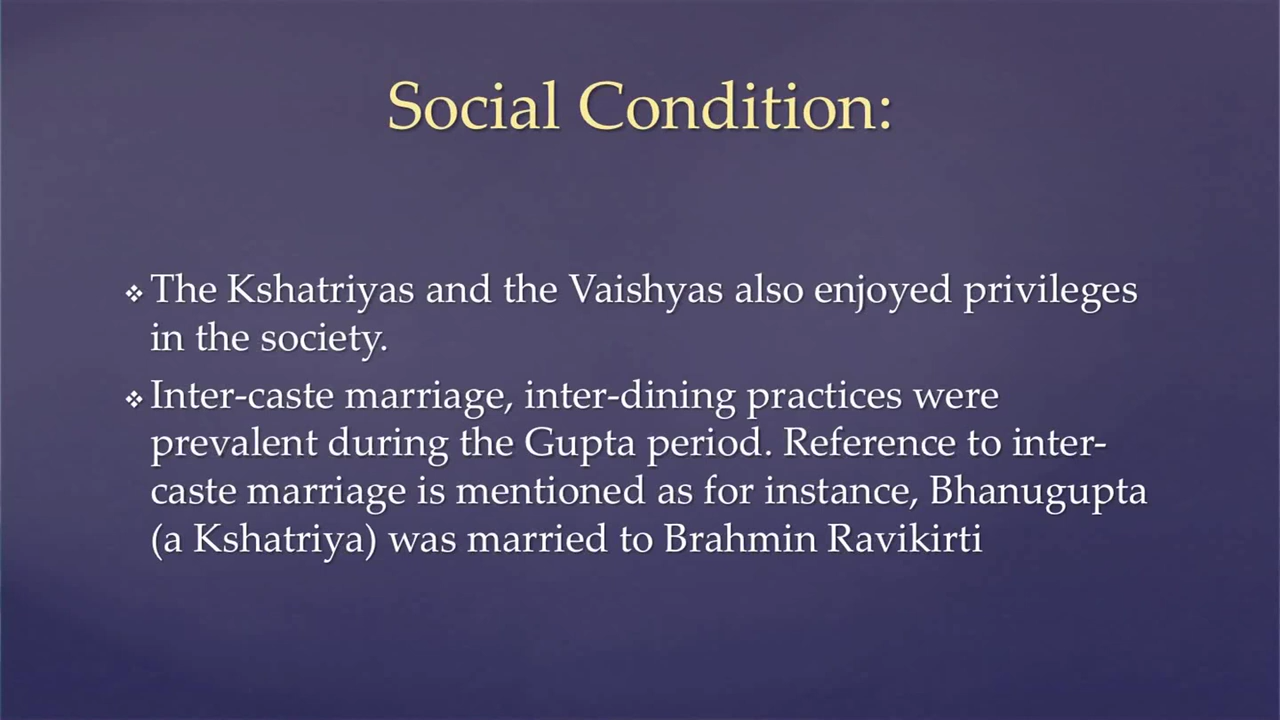 Social Condition:
❖ The Kshatriyas and the Vaishyas also enjoyed privileges
in the society.
❖ Inter-caste marriage, inter-dining practices were
prevalent during the Gupta period. Reference to inter-
caste marriage is mentioned as for instance, Bhanugupta
(a Kshatriya) was married to Brahmin Ravikirti